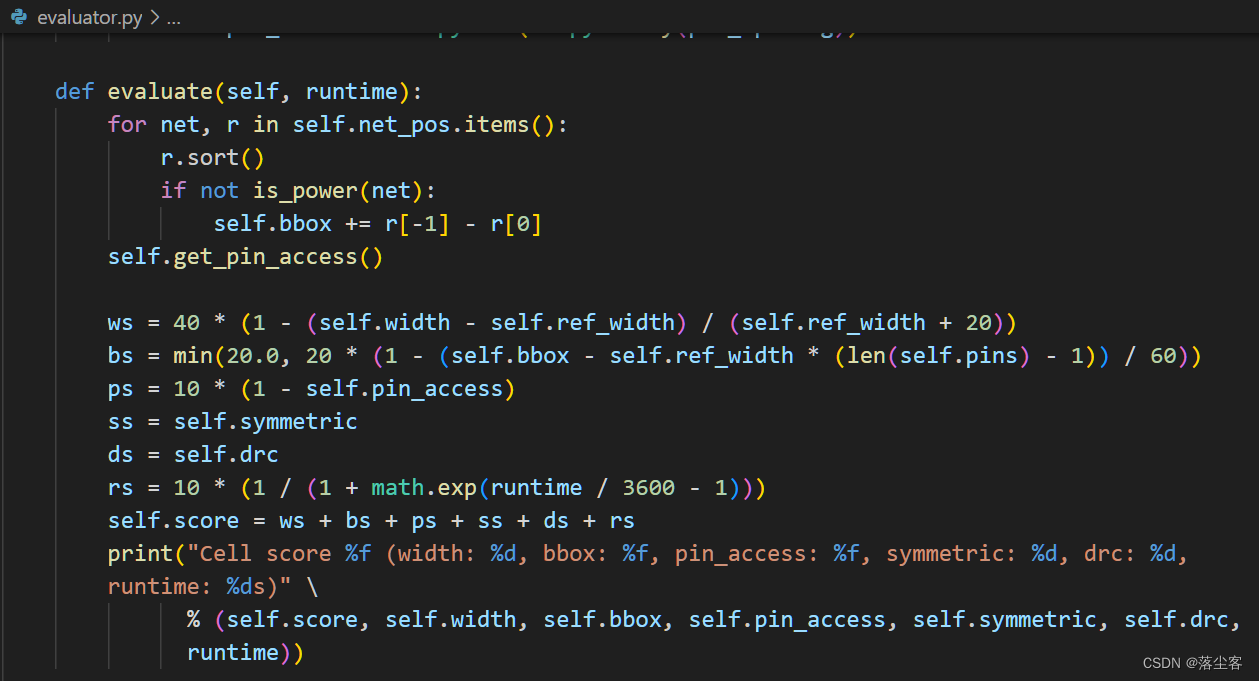 evaluator.py > ...
def evaluate(self, runtime):
for net, r in self.net_pos.items():
r.sort()
if not is_power(net):
self.bbox += r[-1] - r[0]
self.get_pin_access()
ws = 40 * (1 - (self.width - self.ref_width) / (self.ref_width + 20))
bs = min(20.0, 20 * (1 - (self.bbox - self.ref_width * (len(self.pins) - 1)) / 60))
ps = 10 * (1 - self.pin_access)
ss = self.symmetric
ds = self.drc
rs = 10 * (1 / (1 + math.exp(runtime / 3600 - 1)))
self.score = ws + bs + ps + ss + ds + rs
print("Cell score %f (width: %d, bbox: %f, pin_access: %f, symmetric: %d, drc: %d,
runtime: %ds)" \
% (self.score, self.width, self.bbox, self.pin_access, self.symmetric, self.drc,
runtime))
CSDN @落尘客